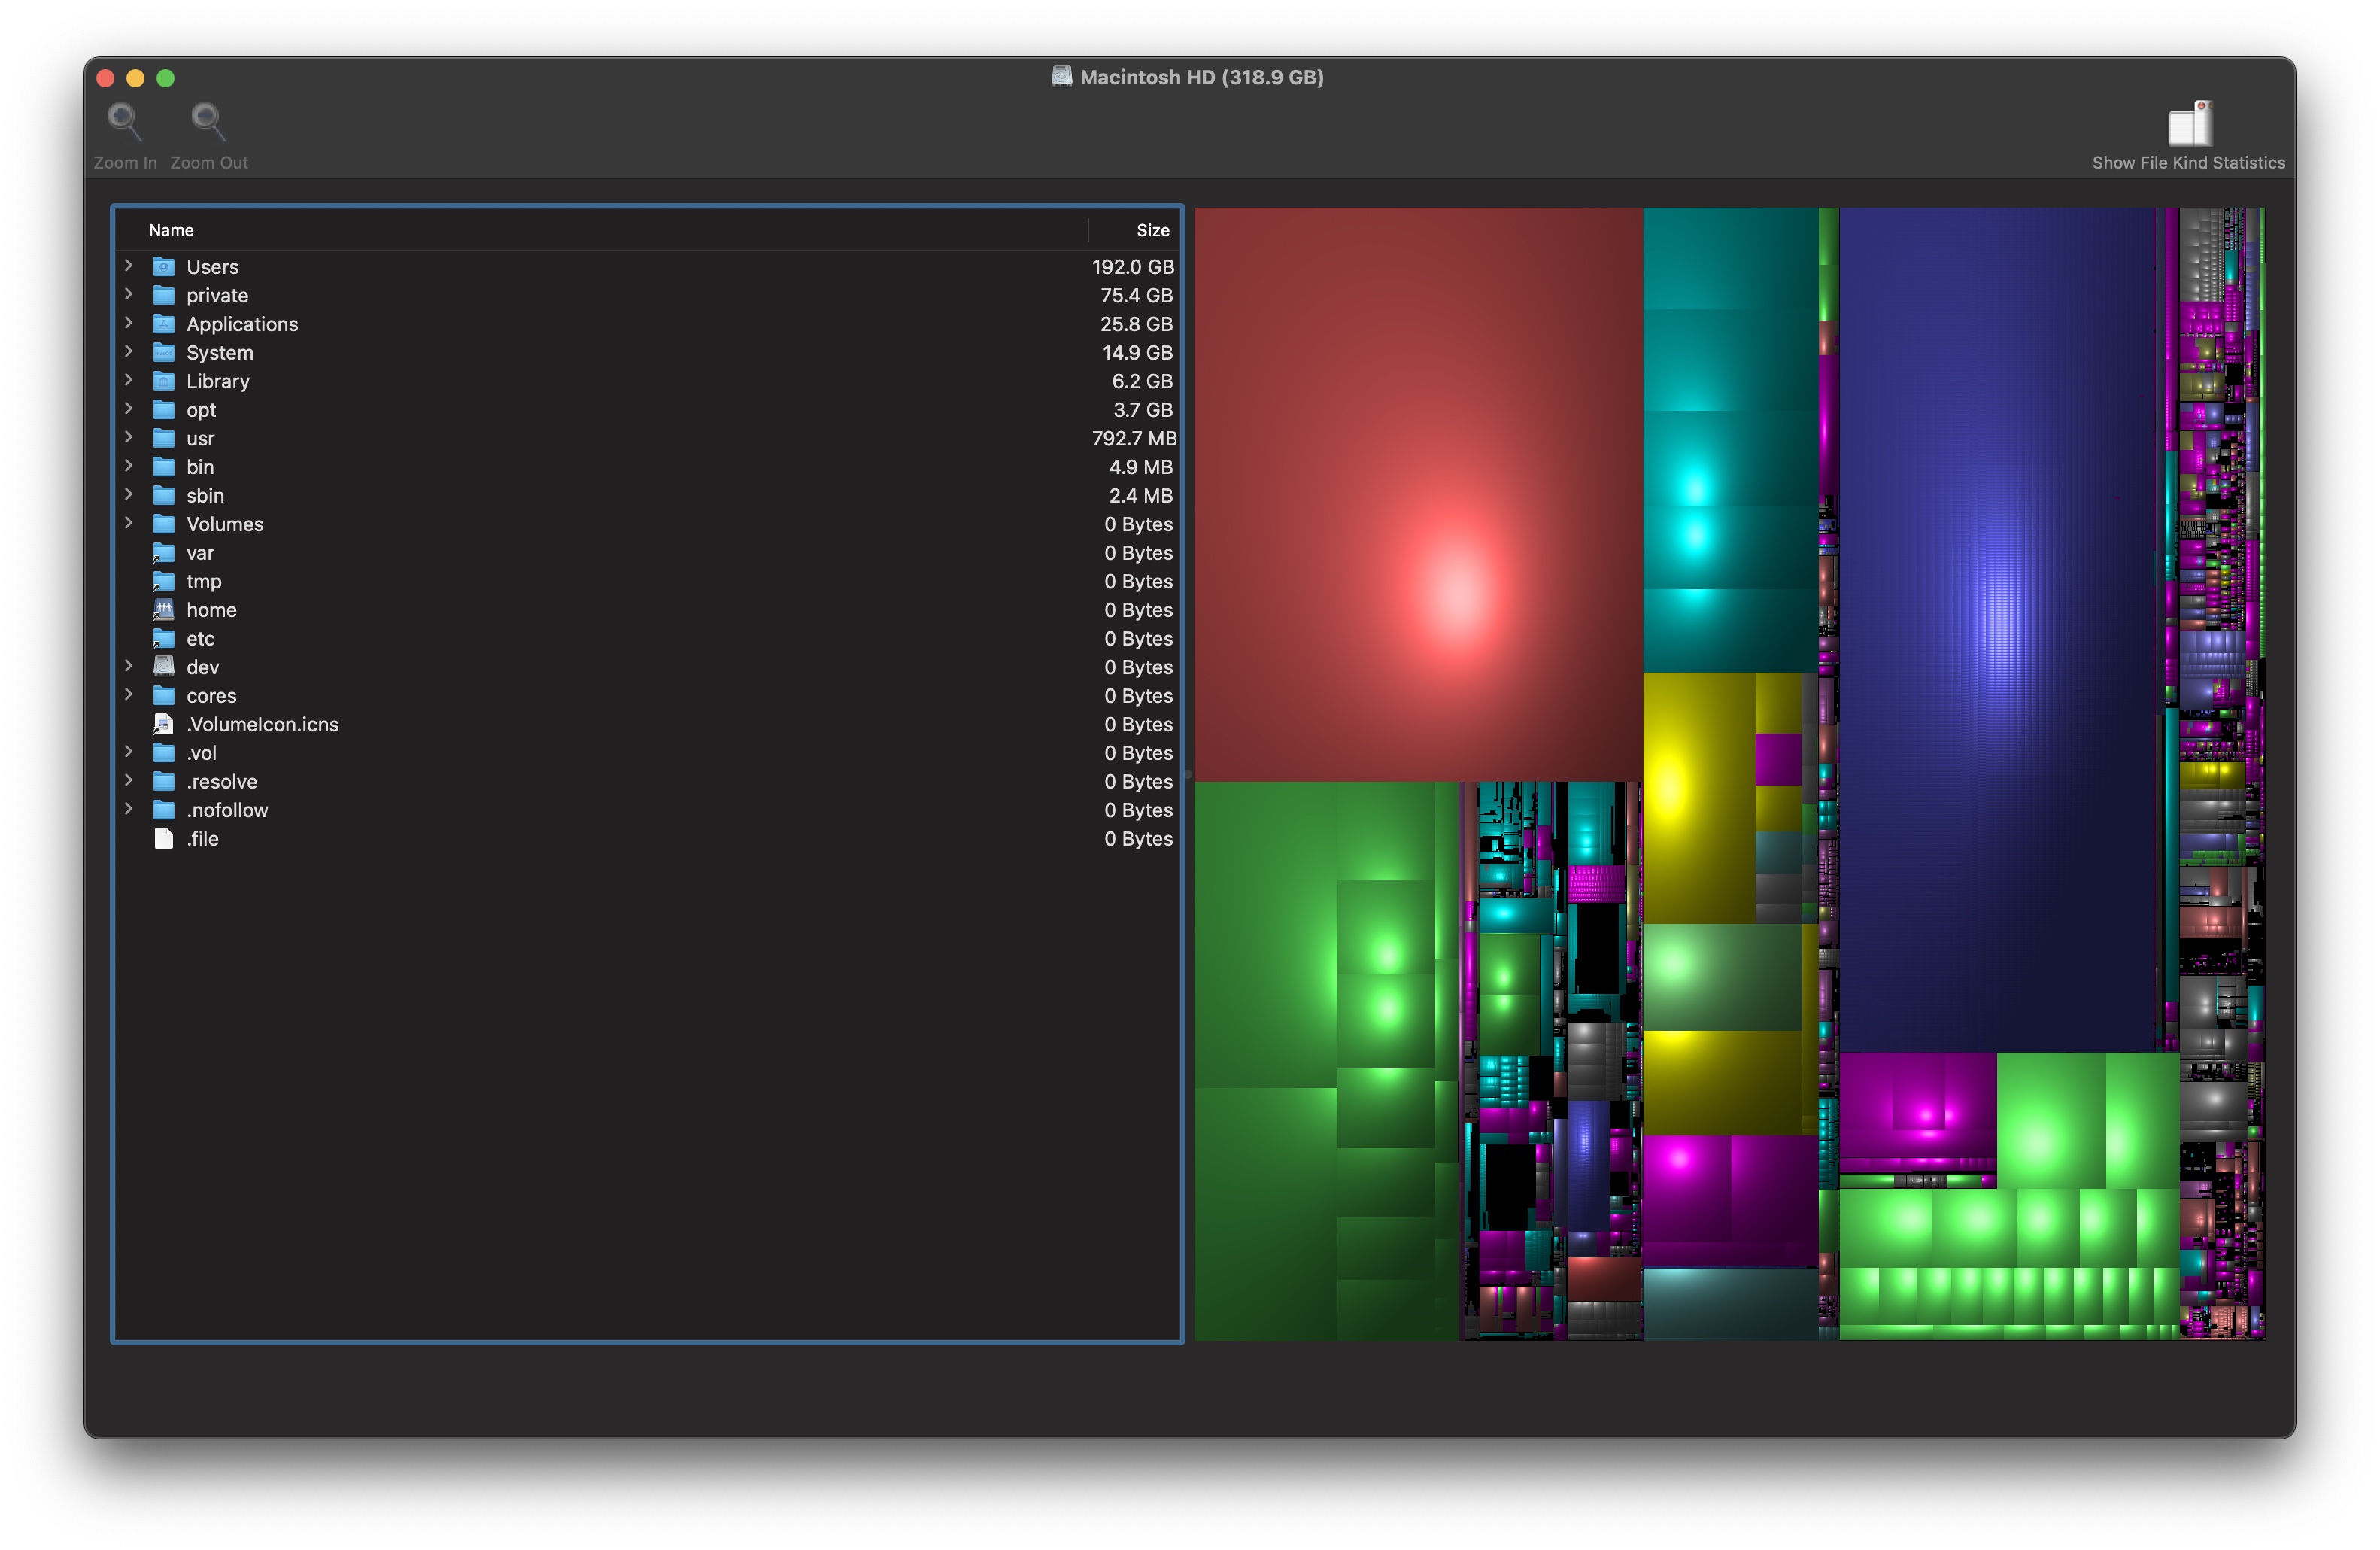 Macintosh HD (318.9 GB)
Zoom In Zoom Out Show File Kind Statistics
Name Size
Users 192.0 GB
private 75.4 GB
Applications 25.8 GB
System 14.9 GB
Library 6.2 GB
opt 3.7 GB
usr 792.7 MB
bin 4.9 MB
sbin 2.4 MB
Volumes 0 Bytes
var 0 Bytes
tmp 0 Bytes
home 0 Bytes
etc 0 Bytes
dev 0 Bytes
cores 0 Bytes
.VolumeIcon.icns 0 Bytes
.vol 0 Bytes
.resolve 0 Bytes
.nofollow 0 Bytes
.file 0 Bytes